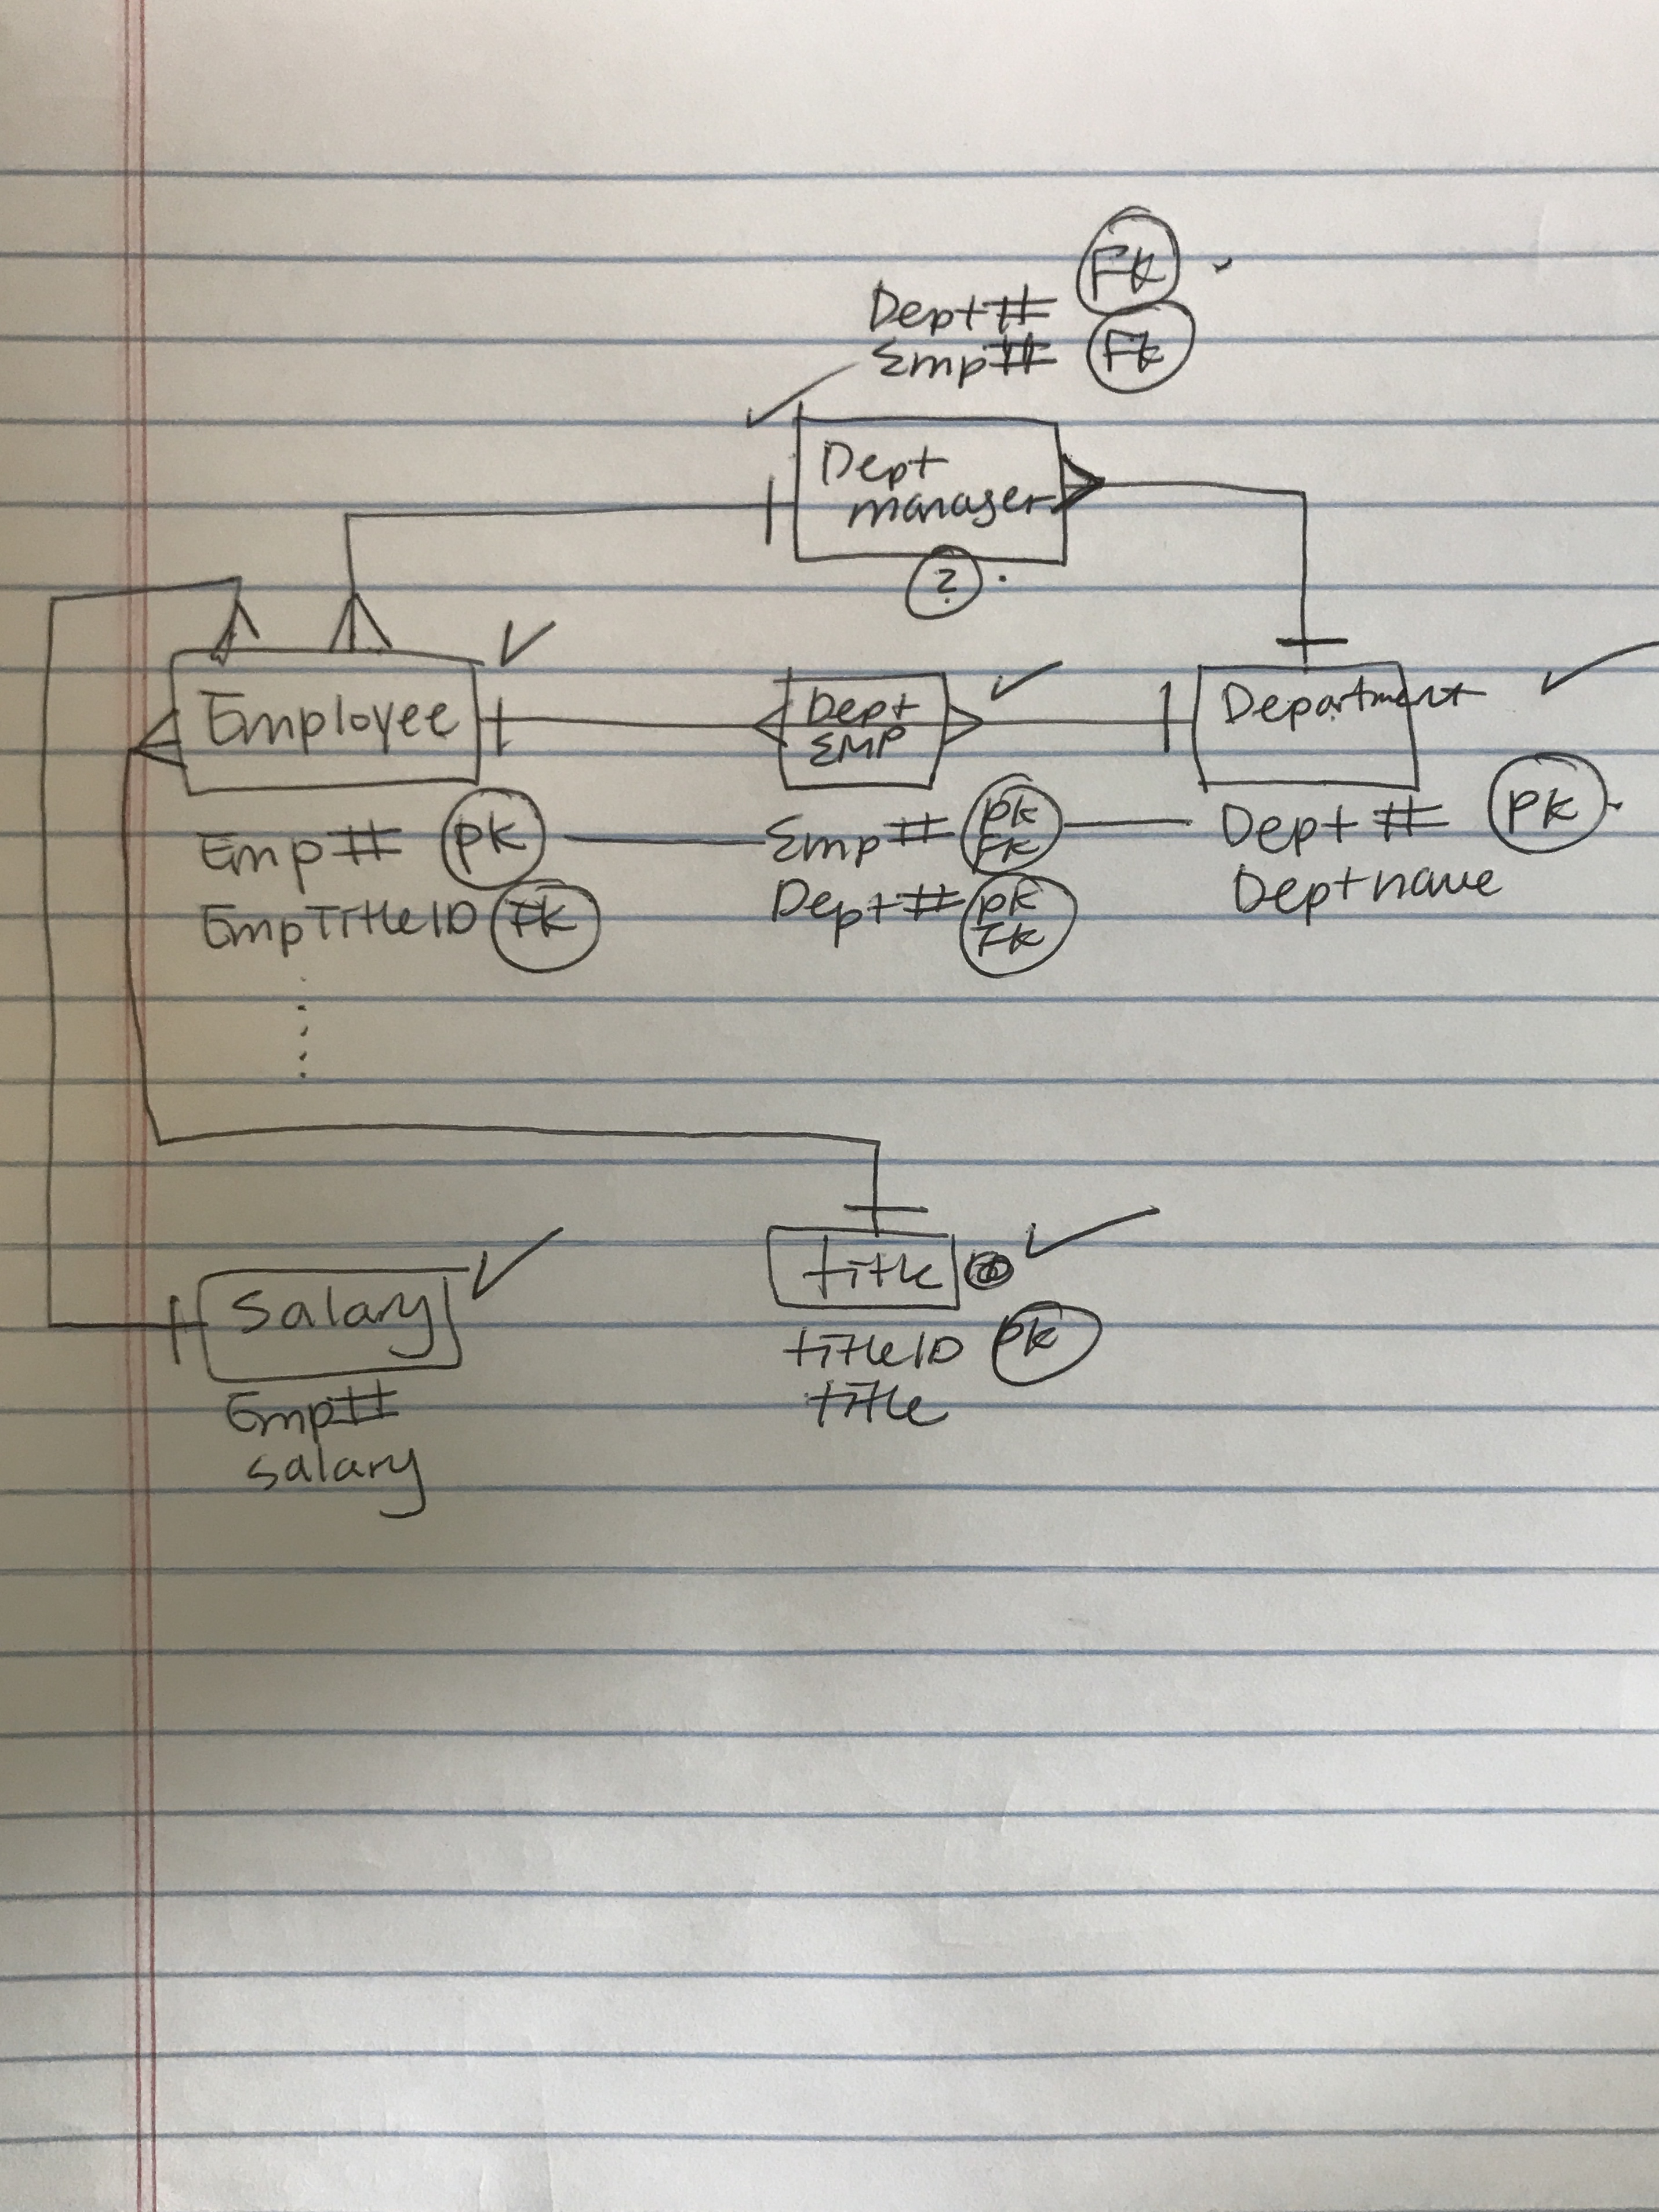 Dept# FK
Emp# FK
Dept
manager
?
Employee
Dept
EMP
Department
Emp# PK
EmpTitleID FK
Emp# PK FK
Dept# PK FK
Dept# PK
Deptname
Salary
Emp#
salary
title
titleID PK
title